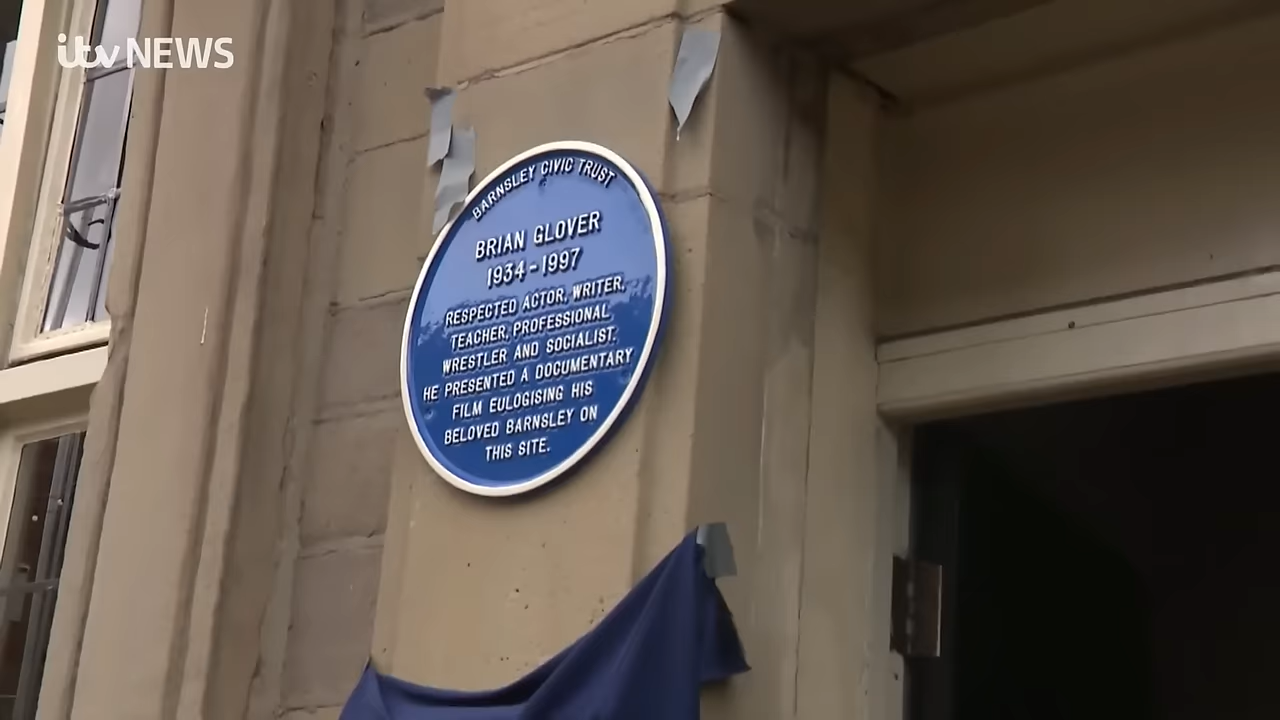 itv NEWS
BARNSLEY CIVIC TRUST
BRIAN GLOVER
1934-1997
RESPECTED ACTOR, WRITER,
TEACHER, PROFESSIONAL
WRESTLER AND SOCIALIST.
HE PRESENTED A DOCUMENTARY
FILM EULOGISING HIS
BELOVED BARNSLEY ON
THIS SITE.